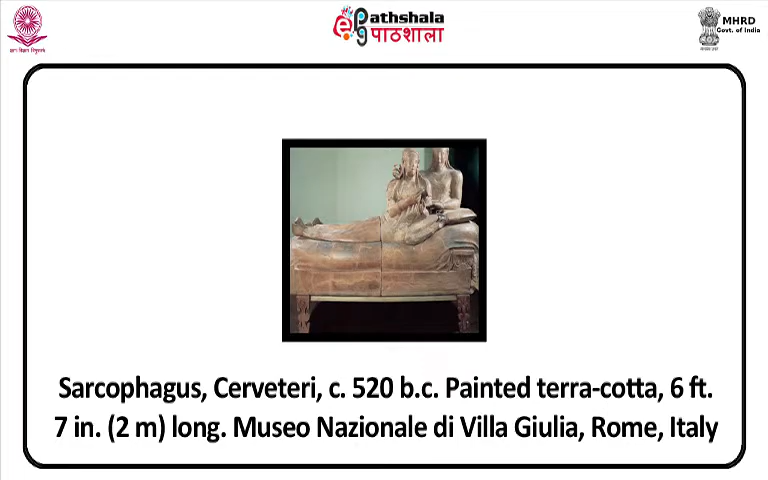 ePathshala
पाठशाला
MHRD
Govt. of India
Sarcophagus, Cerveteri, c. 520 b.c. Painted terra-cotta, 6 ft.
7 in. (2 m) long. Museo Nazionale di Villa Giulia, Rome, Italy